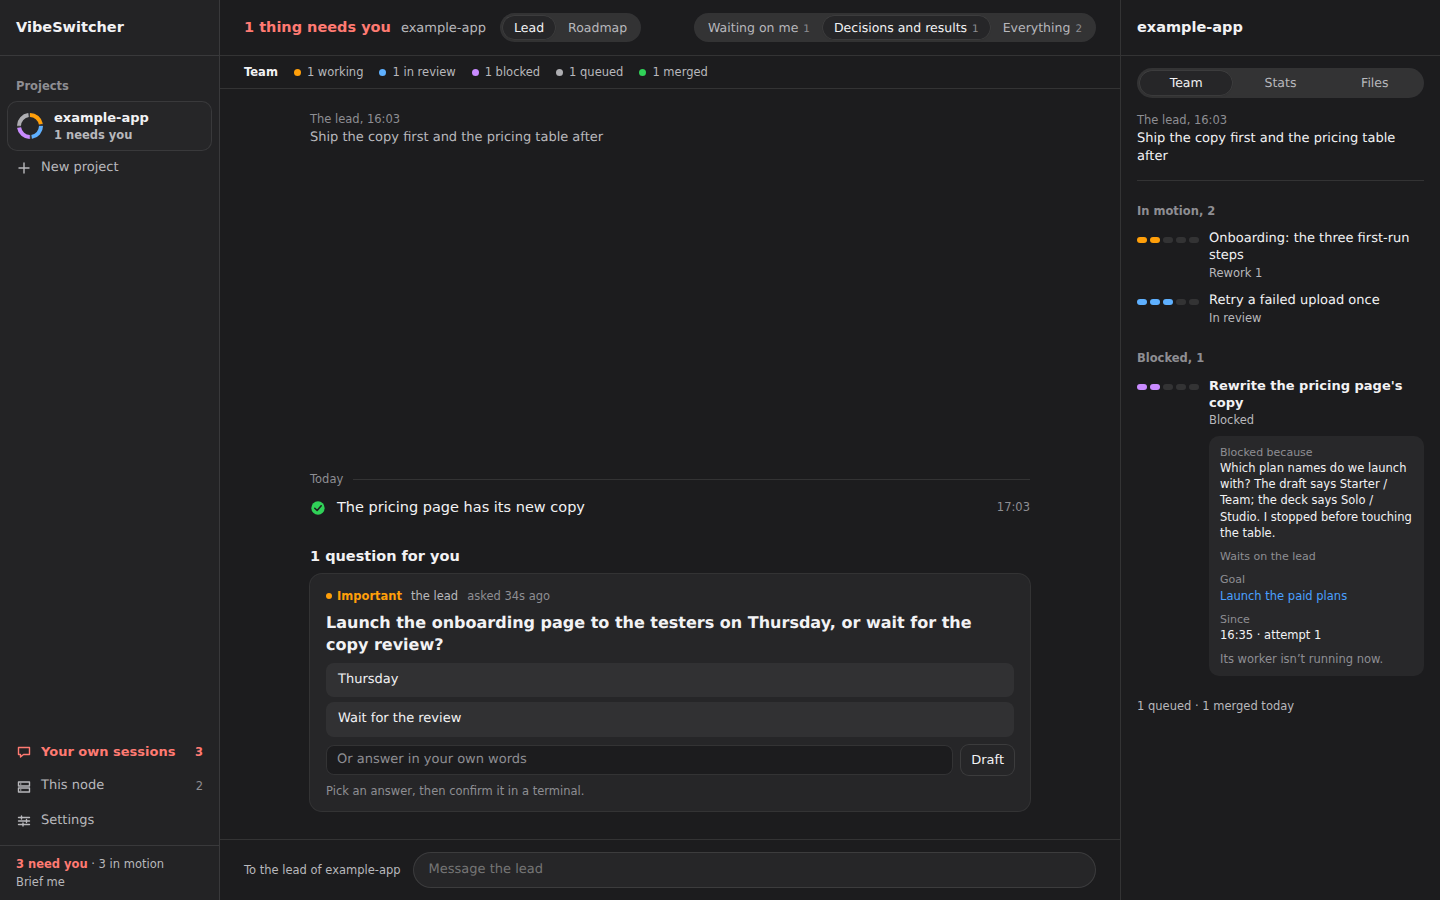 VibeSwitcher
Projects
example-app
1 needs you
New project
Your own sessions 3
This node 2
Settings
3 need you · 3 in motion
Brief me
1 thing needs you example-app Lead Roadmap
Waiting on me 1 Decisions and results 1 Everything 2
Team 1 working 1 in review 1 blocked 1 queued 1 merged
The lead, 16:03
Ship the copy first and the pricing table after
Today
The pricing page has its new copy 17:03
1 question for you
Important the lead asked 34s ago
Launch the onboarding page to the testers on Thursday, or wait for the
copy review?
Thursday
Wait for the review
Or answer in your own words Draft
Pick an answer, then confirm it in a terminal.
To the lead of example-app Message the lead
example-app
Team Stats Files
The lead, 16:03
Ship the copy first and the pricing table
after
In motion, 2
Onboarding: the three first-run
steps
Rework 1
Retry a failed upload once
In review
Blocked, 1
Rewrite the pricing page's
copy
Blocked
Blocked because
Which plan names do we launch
with? The draft says Starter /
Team; the deck says Solo /
Studio. I stopped before touching
the table.
Waits on the lead
Goal
Launch the paid plans
Since
16:35 · attempt 1
Its worker isn’t running now.
1 queued · 1 merged today